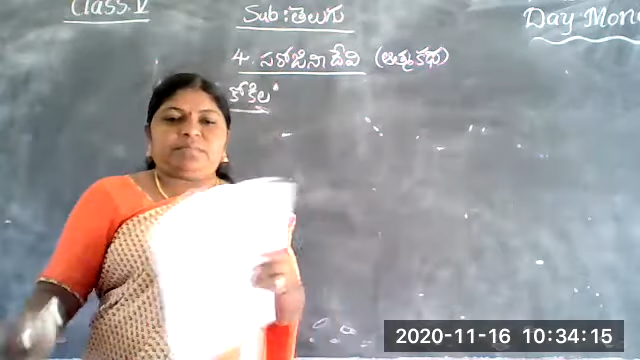 Class. V
Sub: తెలుగు
Day Mon
4. సరోజినీ దేవి (ఆత్మకథ)
కోకిల
2020-11-16 10:34:15